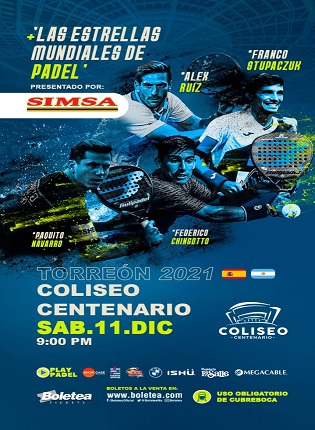 +"LAS ESTRELLAS
MUNDIALES DE
PADEL"
PRESENTADO POR:
SIMSA
*ALEX
RUIZ
*FRANCO
STUPACZUK
*PAQUITO
NAVARRO
*FEDERICO
CHINGOTTO
TORREÓN 2021
COLISEO
CENTENARIO
SAB.11.DIC
9:00 PM
COLISEO
CENTENARIO
PLAY
PADEL
ISHÜ
MEGACABLE
BOLETOS A LA VENTA EN:
Boletea
www.boletea.com
USO OBLIGATORIO
DE CUBREBOCA